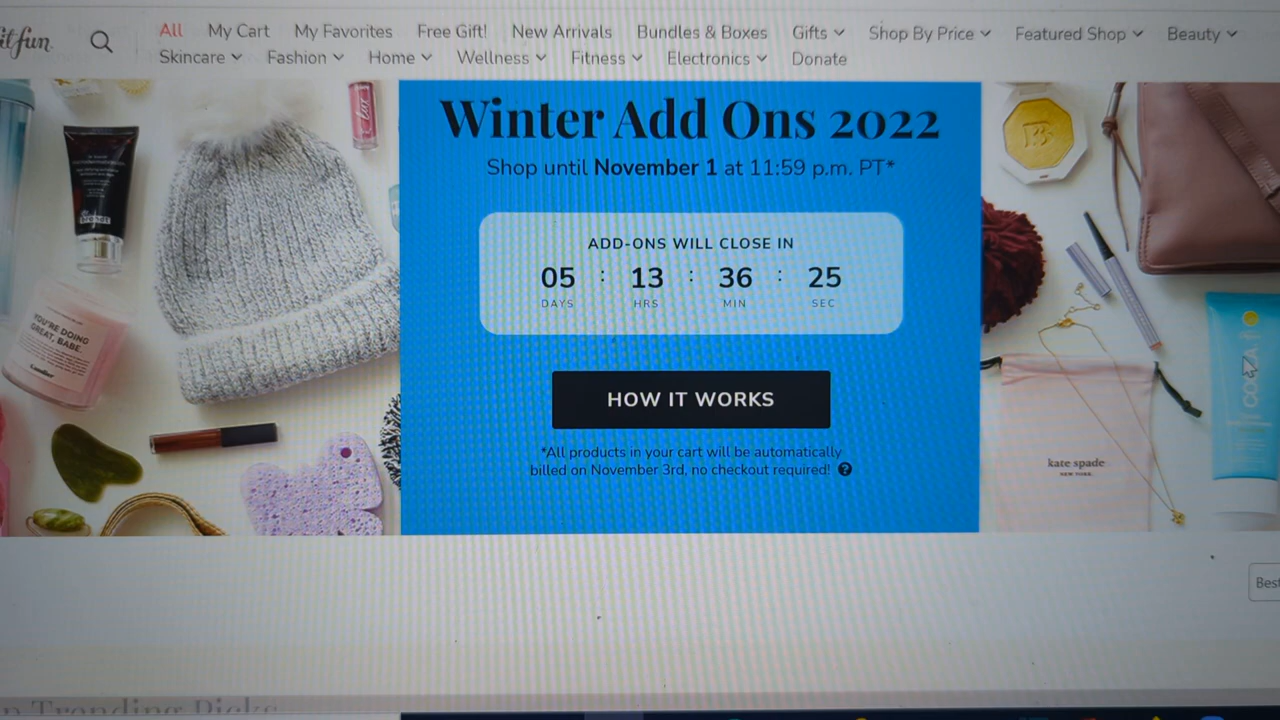 All My Cart My Favorites Free Gift! New Arrivals Bundles & Boxes Gifts Shop By Price Featured Shop Beauty
Skincare Fashion Home Wellness Fitness Electronics Donate
Winter Add Ons 2022
Shop until November 1 at 11:59 p.m. PT*
ADD-ONS WILL CLOSE IN
05 : 13 : 36 : 25
DAYS HRS MIN SEC
HOW IT WORKS
*All products in your cart will be automatically
billed on November 3rd, no checkout required! ?
YOU'RE DOING
GREAT, BABE.
kate spade
NEW YORK
Best
Trending Picks